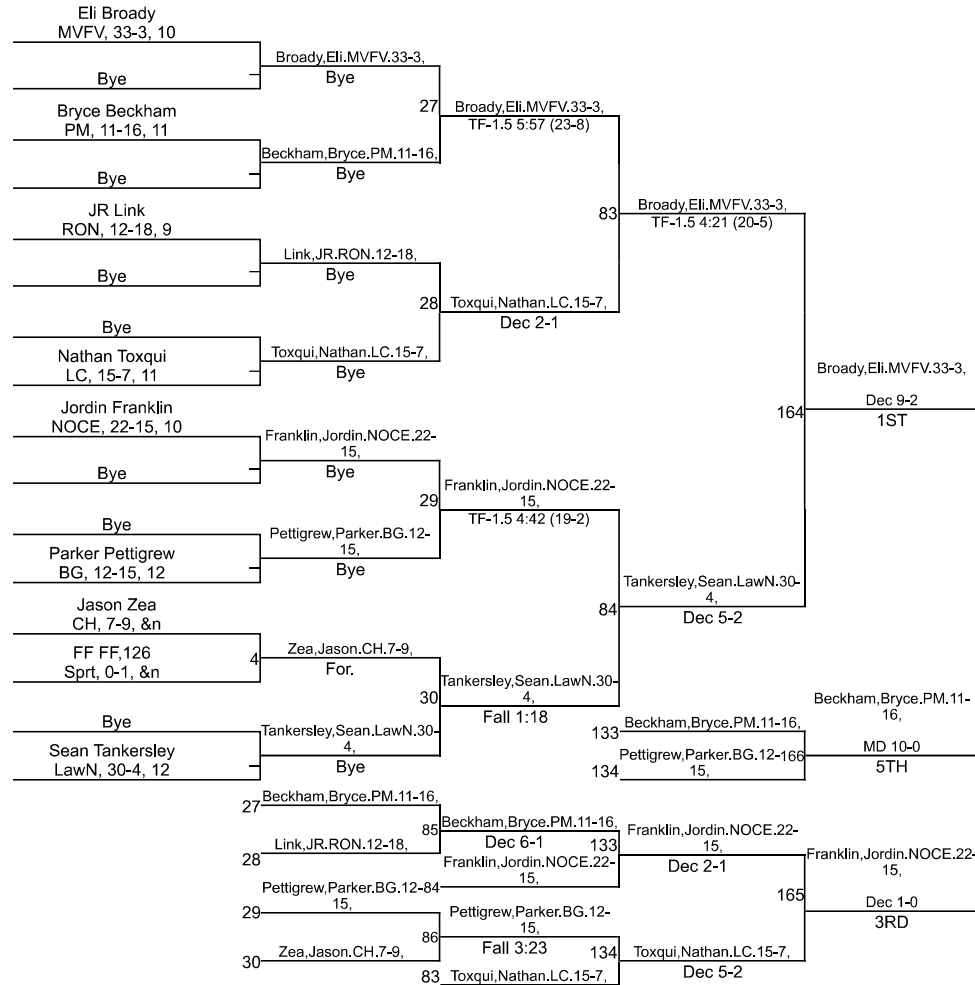 Eli Broady
MVFV, 33-3, 10
Broady,Eli.MVFV.33-3,
Bye
Bye
27
Broady,Eli.MVFV.33-3,
TF-1.5 5:57 (23-8)
Bryce Beckham
PM, 11-16, 11
Beckham,Bryce.PM.11-16,
Bye
Bye
JR Link
RON, 12-18, 9
83
Broady,Eli.MVFV.33-3,
TF-1.5 4:21 (20-5)
Link,JR.RON.12-18,
Bye
Bye
28
Toxqui,Nathan.LC.15-7,
Dec 2-1
Bye
Toxqui,Nathan.LC.15-7,
Bye
Nathan Toxqui
LC, 15-7, 11
Broady,Eli.MVFV.33-3,
Dec 9-2
1ST
164
Jordin Franklin
NOCE, 22-15, 10
Franklin,Jordin.NOCE.22-
15,
Bye
Bye
29
Franklin,Jordin.NOCE.22-
15,
TF-1.5 4:42 (19-2)
Bye
Pettigrew,Parker.BG.12-
15,
Bye
Parker Pettigrew
BG, 12-15, 12
84
Tankersley,Sean.LawN.30-
4,
Dec 5-2
Jason Zea
CH, 7-9, &n
4
Zea,Jason.CH.7-9,
For.
FF FF,126
Sprt, 0-1, &n
30
Tankersley,Sean.LawN.30-
4,
Fall 1:18
Bye
Tankersley,Sean.LawN.30-
4,
Bye
Sean Tankersley
LawN, 30-4, 12
133
Beckham,Bryce.PM.11-16,
134
Pettigrew,Parker.BG.12-
15,
166
Beckham,Bryce.PM.11-
16,
MD 10-0
5TH
27
Beckham,Bryce.PM.11-16,
85
Beckham,Bryce.PM.11-16,
Dec 6-1
28
Link,JR.RON.12-18,
133
Franklin,Jordin.NOCE.22-
15,
Dec 2-1
84
Franklin,Jordin.NOCE.22-
15,
165
Franklin,Jordin.NOCE.22-
15,
Dec 1-0
3RD
29
Pettigrew,Parker.BG.12-
15,
86
Pettigrew,Parker.BG.12-
15,
Fall 3:23
30
Zea,Jason.CH.7-9,
134
Toxqui,Nathan.LC.15-7,
Dec 5-2
83
Toxqui,Nathan.LC.15-7,